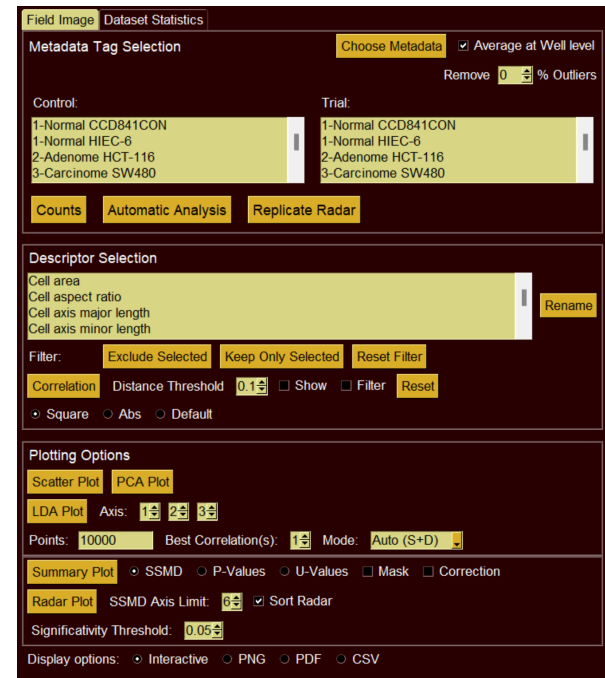 Field Image Dataset Statistics
Metadata Tag Selection Choose Metadata Average at Well level
Remove 0 % Outliers
Control: Trial:
1-Normal CCD841CON 1-Normal CCD841CON
1-Normal HIEC-6 1-Normal HIEC-6
2-Adenome HCT-116 2-Adenome HCT-116
3-Carcinome SW480 3-Carcinome SW480
Counts Automatic Analysis Replicate Radar
Descriptor Selection
Cell area
Cell aspect ratio
Cell axis major length
Cell axis minor length
Rename
Filter: Exclude Selected Keep Only Selected Reset Filter
Correlation Distance Threshold 0.1 Show Filter Reset
Square Abs Default
Plotting Options
Scatter Plot PCA Plot
LDA Plot Axis: 1 2 3
Points: 10000 Best Correlation(s): 1 Mode: Auto (S+D)
Summary Plot SSMD P-Values U-Values Mask Correction
Radar Plot SSMD Axis Limit: 6 Sort Radar
Significativity Threshold: 0.05
Display options: Interactive PNG PDF CSV